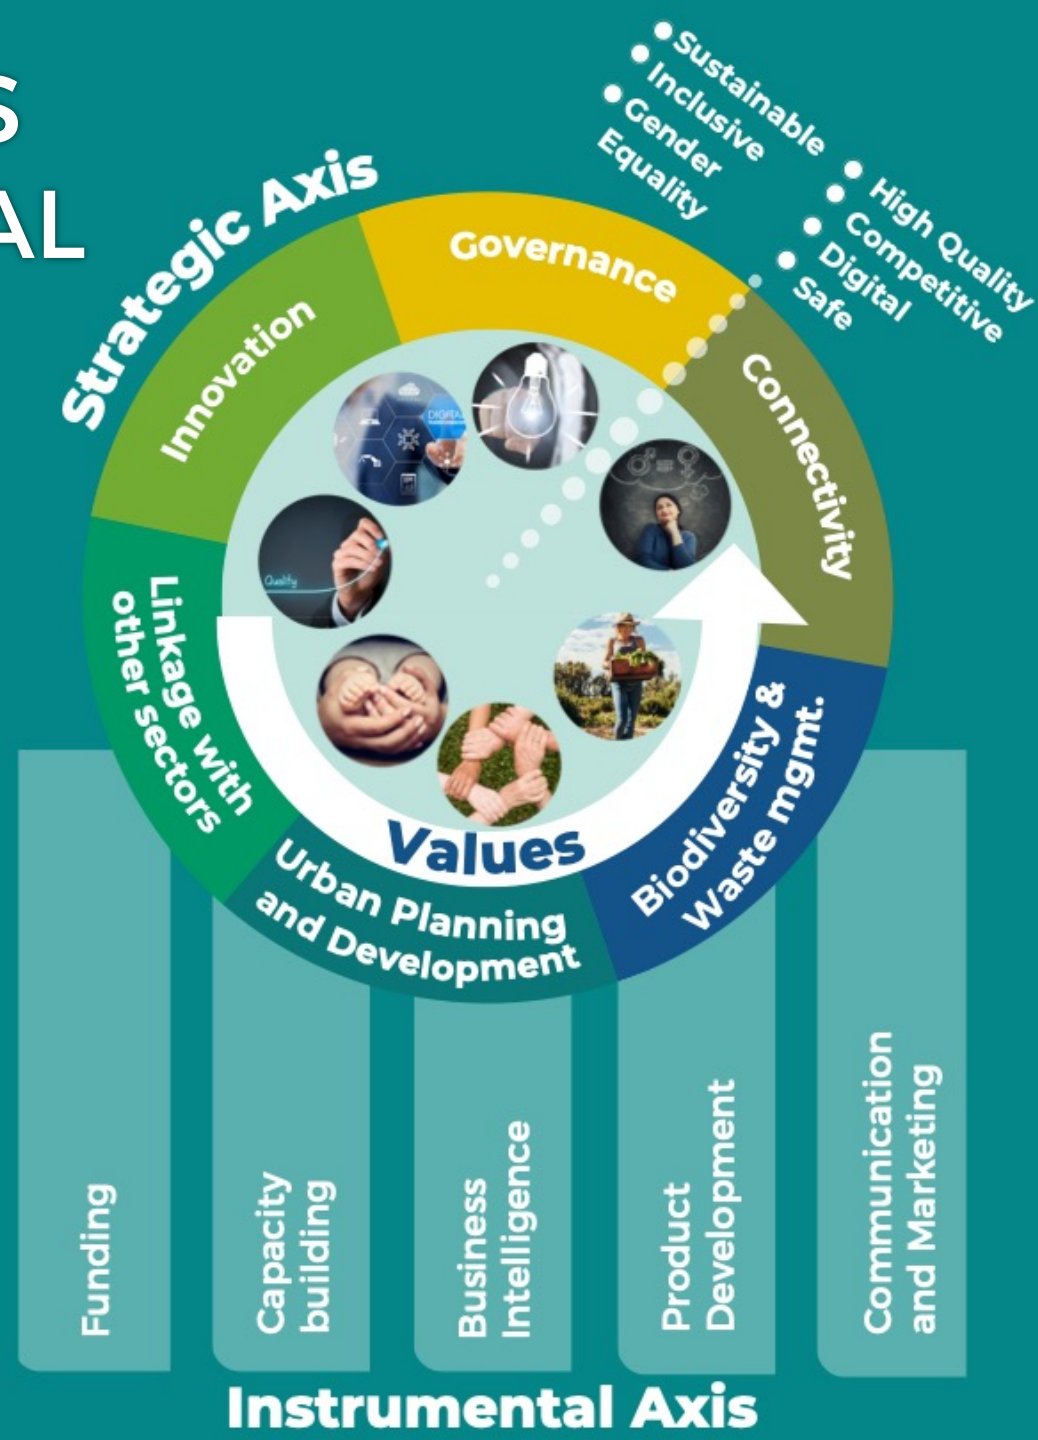 S
AL
Strategic Axis
Sustainable
Inclusive
Gender
Equality
High Quality
Competitive
Digital
Safe
Governance
Innovation
Connectivity
Linkage with
other sectors
Urban Planning
and Development
Biodiversity &
Waste mgmt.
DIGITAL
Quality
Values
Funding
Capacity
building
Business
Intelligence
Product
Development
Communication
and Marketing
Instrumental Axis